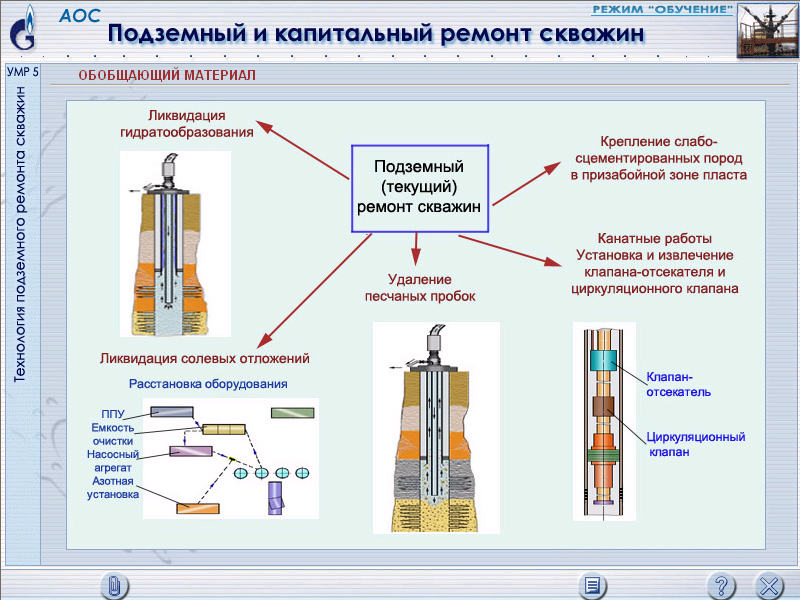 АОС
РЕЖИМ “ОБУЧЕНИЕ”
Подземный и капитальный ремонт скважин
УМР 5
ОБОБЩАЮЩИЙ МАТЕРИАЛ
Технология подземного ремонта скважин
Ликвидация
гидратообразования
Подземный
(текущий)
ремонт скважин
Крепление слабо-
сцементированных пород
в призабойной зоне пласта
Канатные работы
Установка и извлечение
клапана-отсекателя и
циркуляционного клапана
Удаление
песчаных пробок
Ликвидация солевых отложений
Расстановка оборудования
ППУ
Емкость
очистки
Насосный
агрегат
Азотная
установка
Клапан-
отсекатель
Циркуляционный
клапан